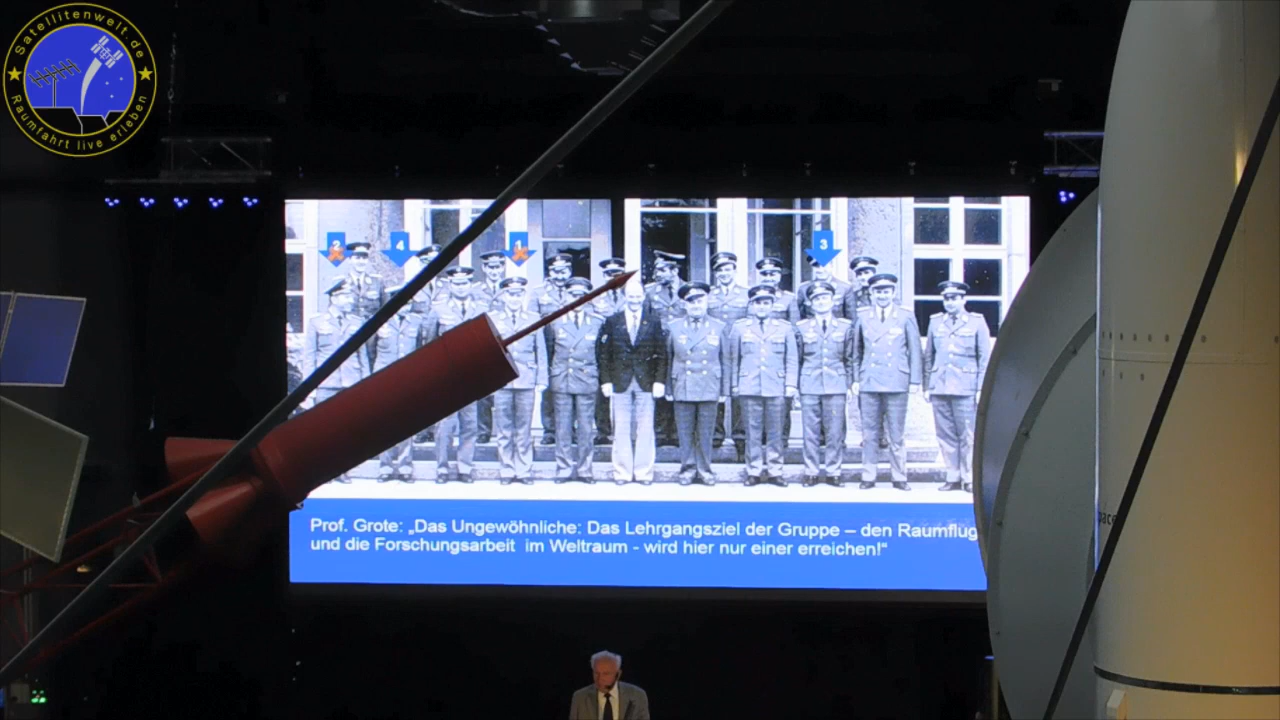 Satellitenwelt.de
Raumfahrt live erleben
2
4
1
3
Prof. Grote: „Das Ungewöhnliche: Das Lehrgangsziel der Gruppe – den Raumflug
und die Forschungsarbeit im Weltraum - wird hier nur einer erreichen!“